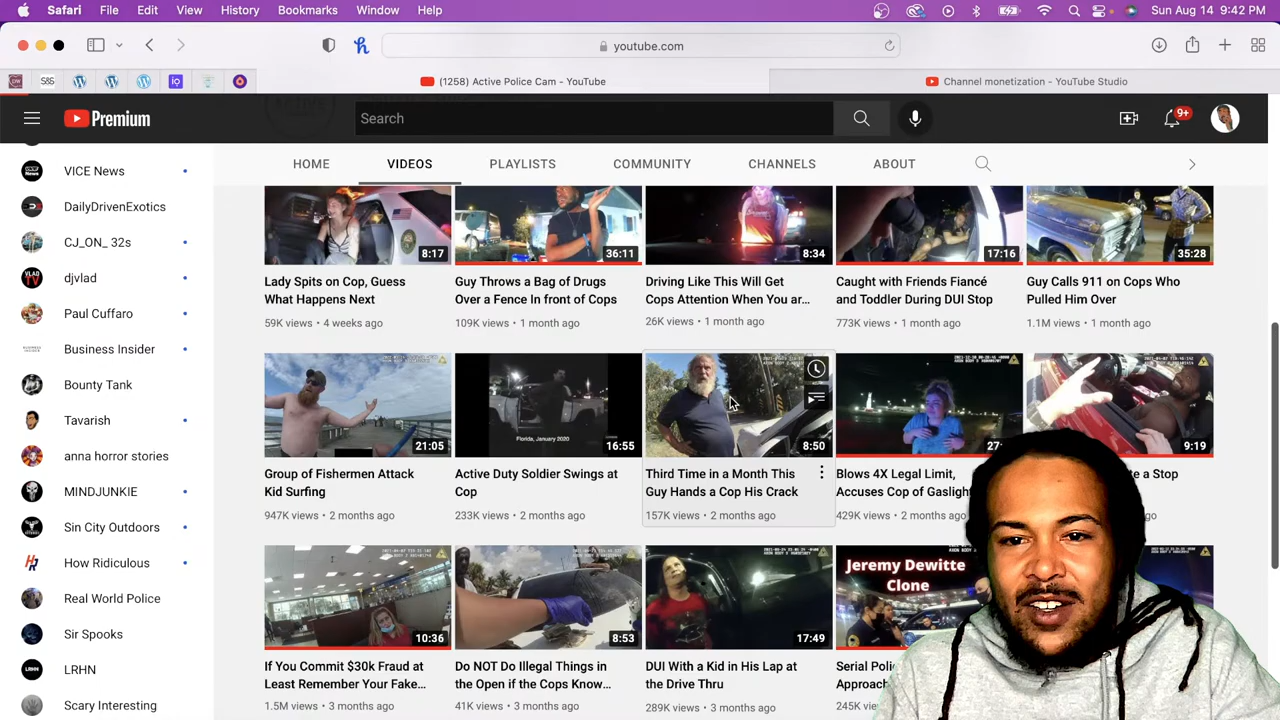 Safari File Edit View History Bookmarks Window Help Sun Aug 14 9:42 PM
youtube.com
(1258) Active Police Cam - YouTube
Channel monetization - YouTube Studio
Premium
Search
9+
HOME VIDEOS PLAYLISTS COMMUNITY CHANNELS ABOUT
VICE News
DailyDrivenExotics
CJ_ON_ 32s
djvlad
Paul Cuffaro
Business Insider
Bounty Tank
Tavarish
anna horror stories
MINDJUNKIE
Sin City Outdoors
How Ridiculous
Real World Police
Sir Spooks
LRHN
Scary Interesting
8:17
Lady Spits on Cop, Guess
What Happens Next
59K views • 4 weeks ago
36:11
Guy Throws a Bag of Drugs
Over a Fence In front of Cops
109K views • 1 month ago
8:34
Driving Like This Will Get
Cops Attention When You ar...
26K views • 1 month ago
17:16
Caught with Friends Fiancé
and Toddler During DUI Stop
773K views • 1 month ago
35:28
Guy Calls 911 on Cops Who
Pulled Him Over
1.1M views • 1 month ago
21:05
Group of Fishermen Attack
Kid Surfing
947K views • 2 months ago
Florida, January 2020
16:55
Active Duty Soldier Swings at
Cop
233K views • 2 months ago
8:50
Third Time in a Month This
Guy Hands a Cop His Crack
157K views • 2 months ago
27:
Blows 4X Legal Limit,
Accuses Cop of Gasligh
429K views • 2 months
9:19
te a Stop
ago
10:36
If You Commit $30k Fraud at
Least Remember Your Fake...
1.5M views • 3 months ago
8:53
Do NOT Do Illegal Things in
the Open if the Cops Know...
41K views • 3 months ago
17:49
DUI With a Kid in His Lap at
the Drive Thru
289K views • 3 months ago
Jeremy Dewitte
Clone
Serial Poli
Approach
245K vie